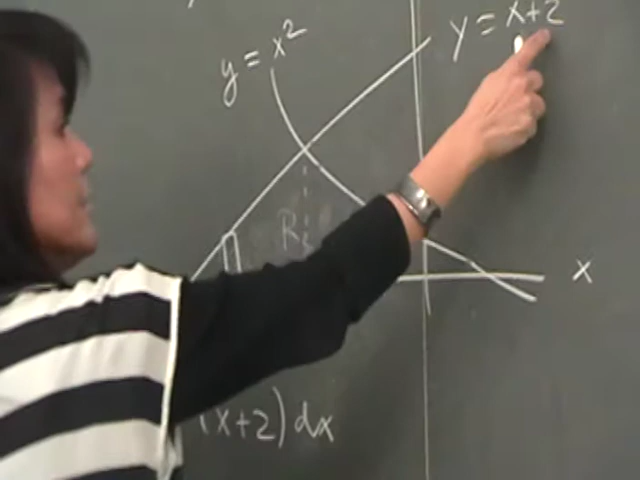 y = x+2
y = x²
R
x
(x+2) dx